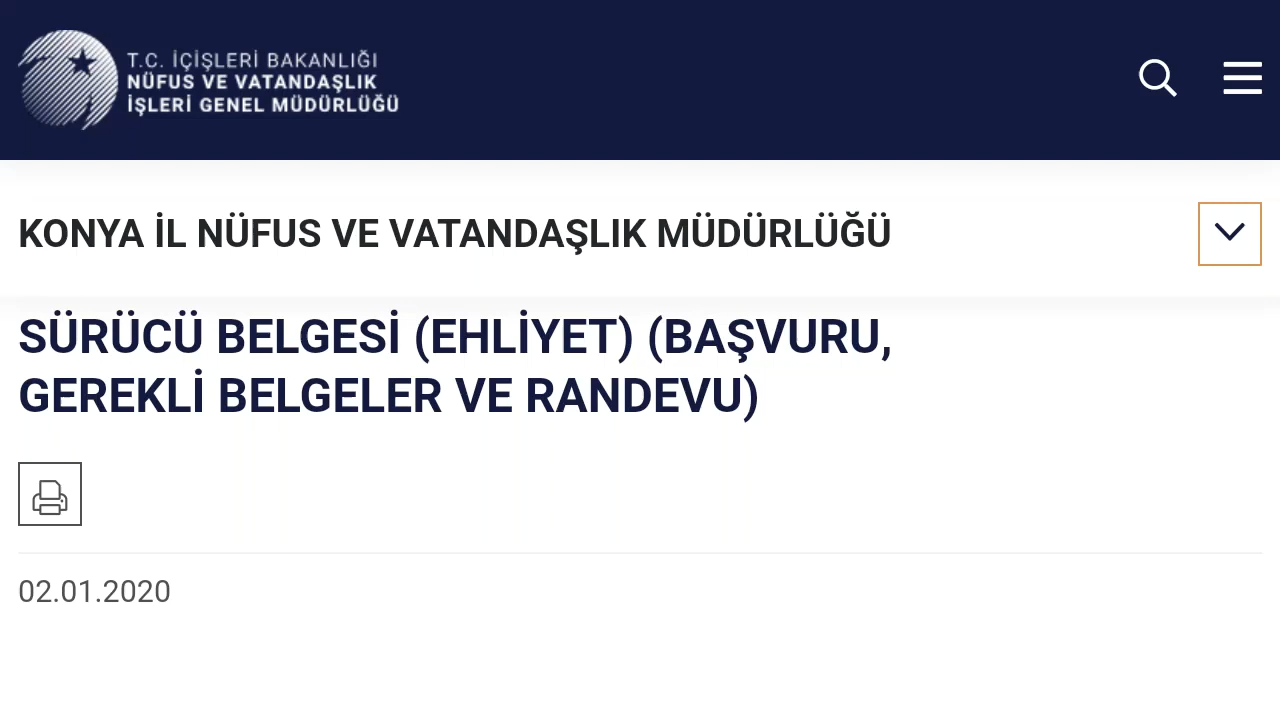 T.C. İÇİŞLERİ BAKANLIĞI
NÜFUS VE VATANDAŞLIK
İŞLERİ GENEL MÜDÜRLÜĞÜ
KONYA İL NÜFUS VE VATANDAŞLIK MÜDÜRLÜĞÜ
SÜRÜCÜ BELGESİ (EHLİYET) (BAŞVURU,
GEREKLİ BELGELER VE RANDEVU)
02.01.2020